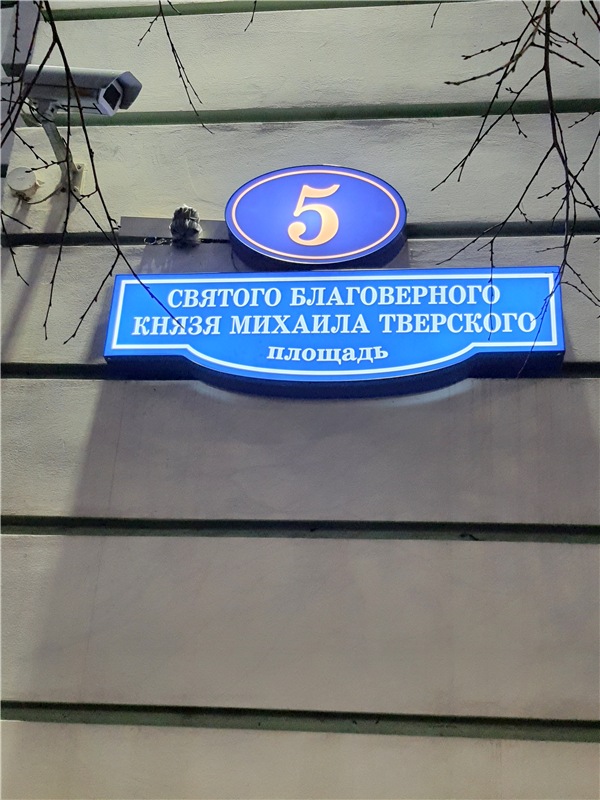 5
СВЯТОГО БЛАГОВЕРНОГО
КНЯЗЯ МИХАИЛА ТВЕРСКОГО
площадь